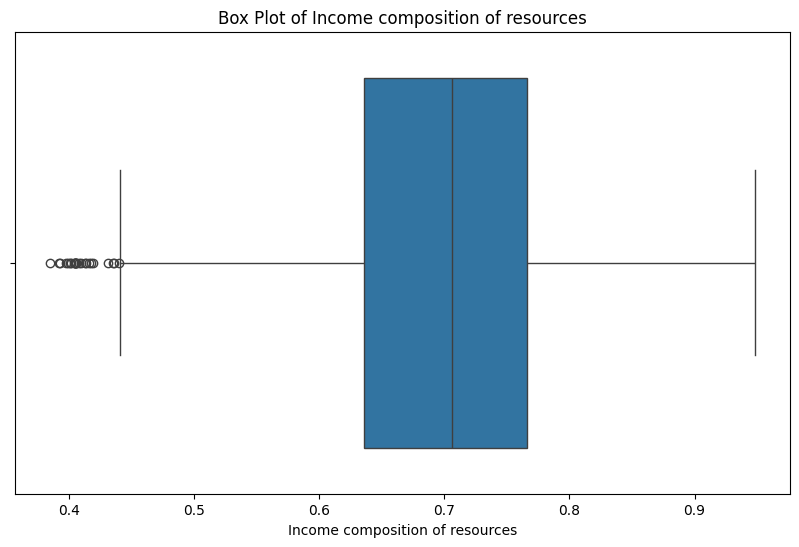 Box Plot of Income composition of resources
0.4 0.5 0.6 0.7 0.8 0.9
Income composition of resources